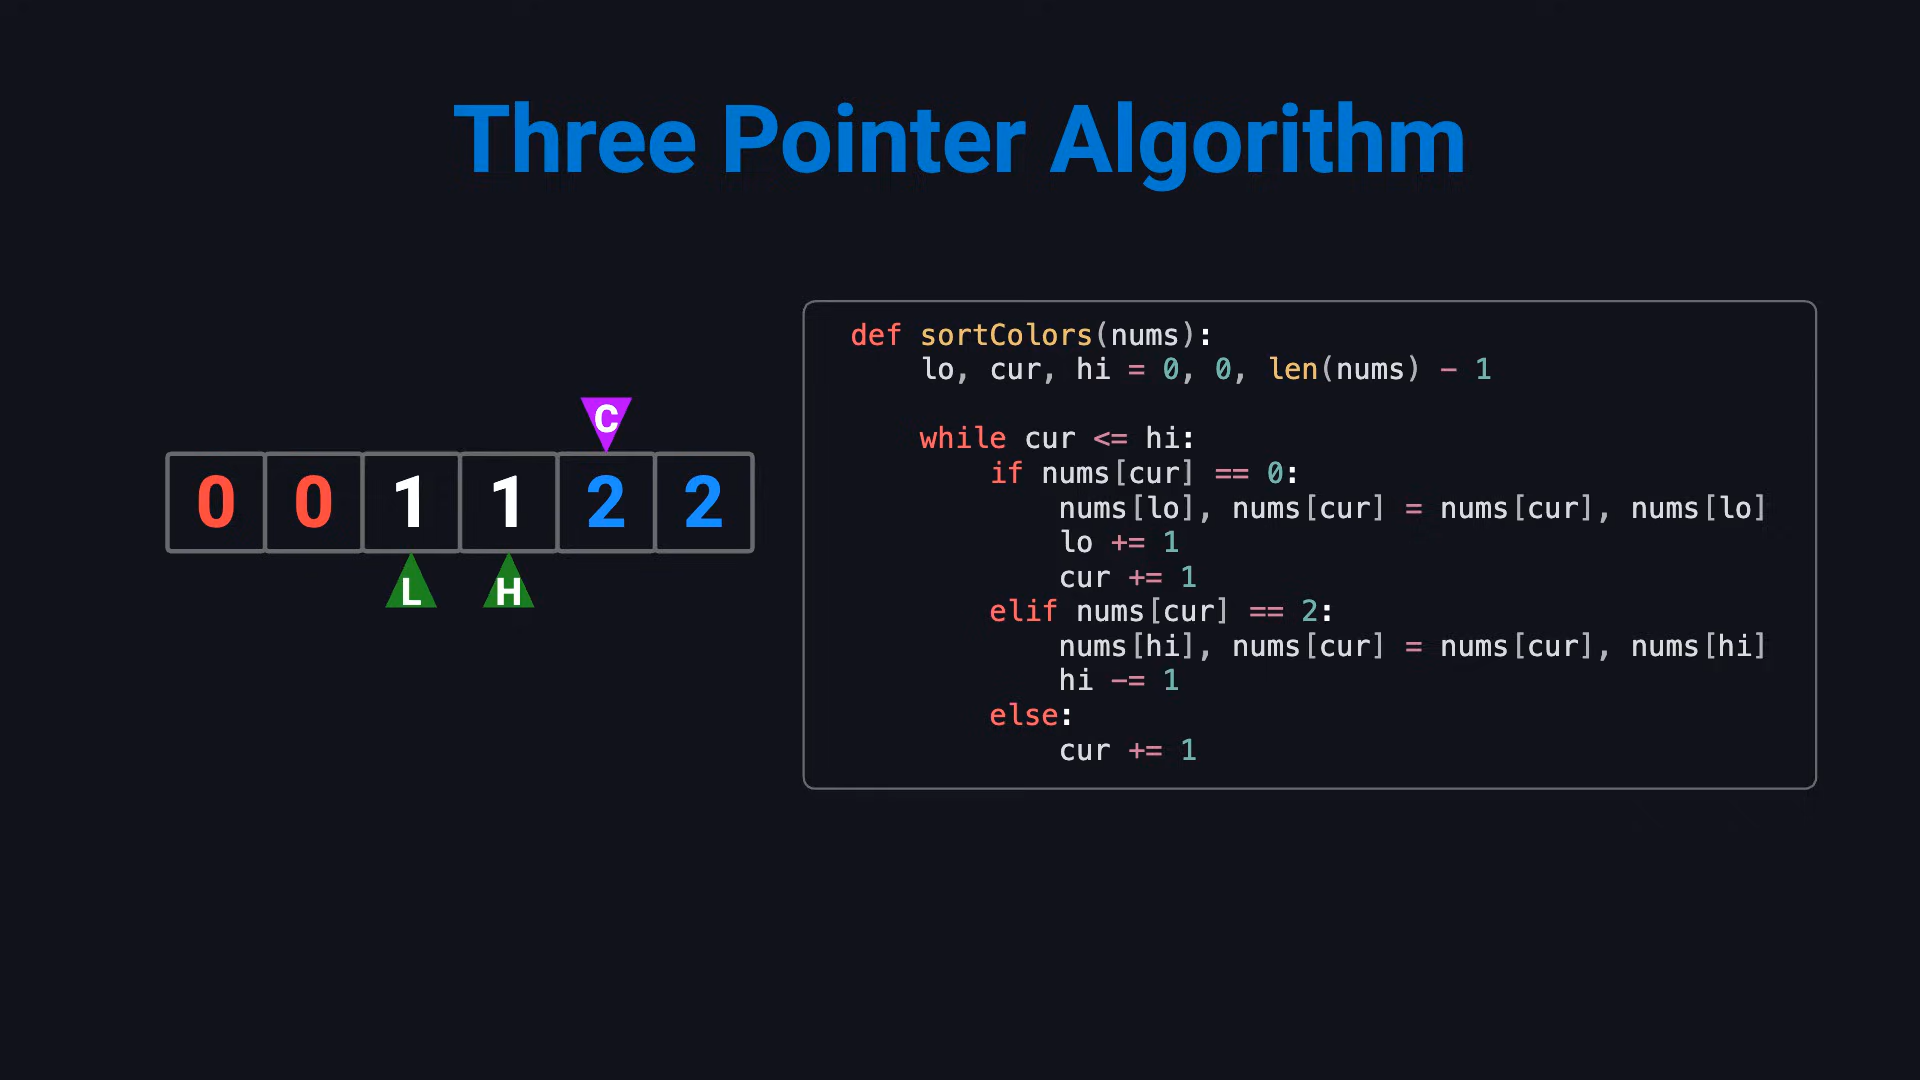 Three Pointer Algorithm
C
0 0 1 1 2 2
L H
def sortColors(nums):
    lo, cur, hi = 0, 0, len(nums) - 1

    while cur <= hi:
        if nums[cur] == 0:
            nums[lo], nums[cur] = nums[cur], nums[lo]
            lo += 1
            cur += 1
        elif nums[cur] == 2:
            nums[hi], nums[cur] = nums[cur], nums[hi]
            hi -= 1
        else:
            cur += 1